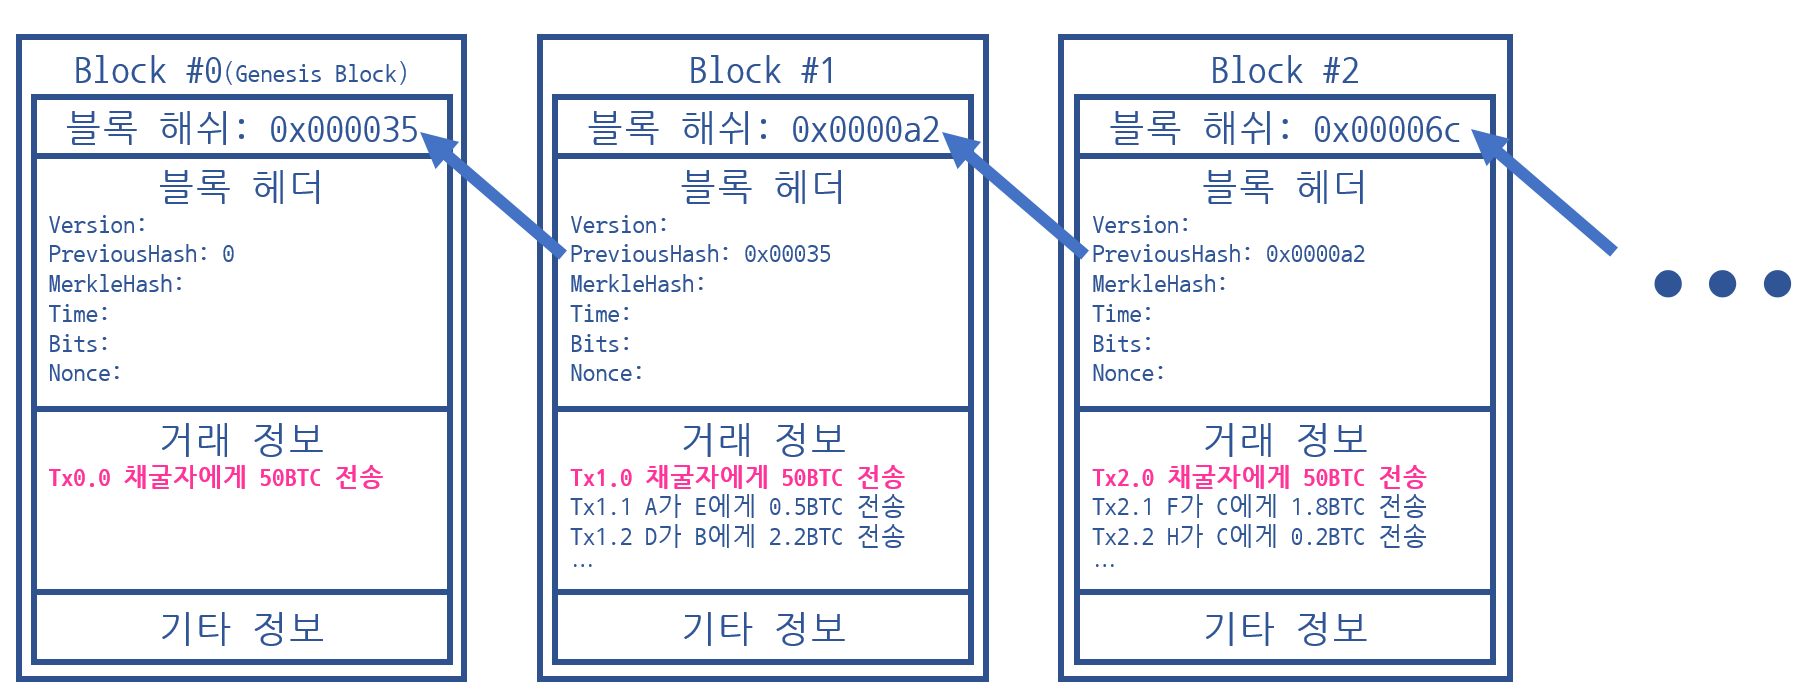 Block #0(Genesis Block)
블록 해쉬: 0x000035
블록 헤더
Version:
PreviousHash: 0
MerkleHash:
Time:
Bits:
Nonce:
거래 정보
Tx0.0 채굴자에게 50BTC 전송
기타 정보
Block #1
블록 해쉬: 0x0000a2
블록 헤더
Version:
PreviousHash: 0x00035
MerkleHash:
Time:
Bits:
Nonce:
거래 정보
Tx1.0 채굴자에게 50BTC 전송
Tx1.1 A가 E에게 0.5BTC 전송
Tx1.2 D가 B에게 2.2BTC 전송
…
기타 정보
Block #2
블록 해쉬: 0x00006c
블록 헤더
Version:
PreviousHash: 0x0000a2
MerkleHash:
Time:
Bits:
Nonce:
거래 정보
Tx2.0 채굴자에게 50BTC 전송
Tx2.1 F가 C에게 1.8BTC 전송
Tx2.2 H가 C에게 0.2BTC 전송
…
기타 정보